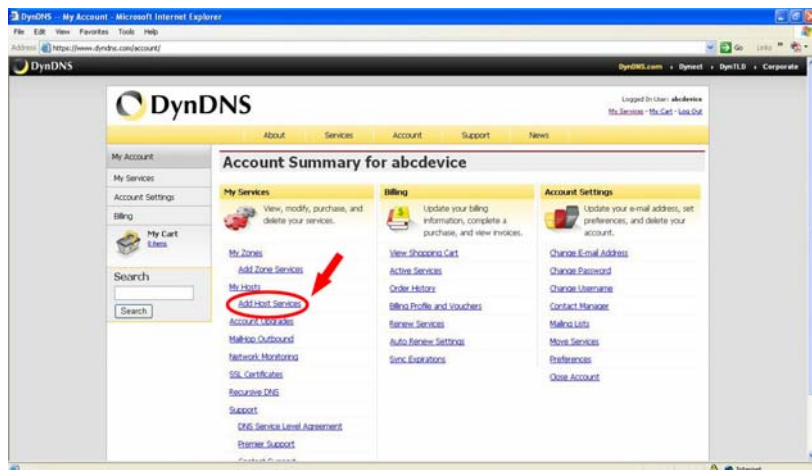 DynDNS -- My Account - Microsoft Internet Explorer
File Edit View Favorites Tools Help
Address https://www.dyndns.com/account/ Go Links »
DynDNS
DynDNS.com Dynect DynTLD Corporate
DynDNS
Logged In User: abcdevice
My Services - My Cart - Log Out
About Services Account Support News
My Account
My Services
Account Settings
Billing
My Cart
0 items
Search
Search
Account Summary for abcdevice
My Services
View, modify, purchase, and
delete your services.
My Zones
Add Zone Services
My Hosts
Add Host Services
Account Upgrades
MailHop Outbound
Network Monitoring
SSL Certificates
Recursive DNS
Support
DNS Service Level Agreement
Premier Support
Contact Support
Billing
Update your billing
information, complete a
purchase, and view invoices.
View Shopping Cart
Active Services
Order History
Billing Profile and Vouchers
Renew Services
Auto Renew Settings
Sync Expirations
Account Settings
Update your e-mail address, set
preferences, and delete your
account.
Change E-mail Address
Change Password
Change Username
Contact Manager
Mailing Lists
Move Services
Preferences
Close Account
Internet